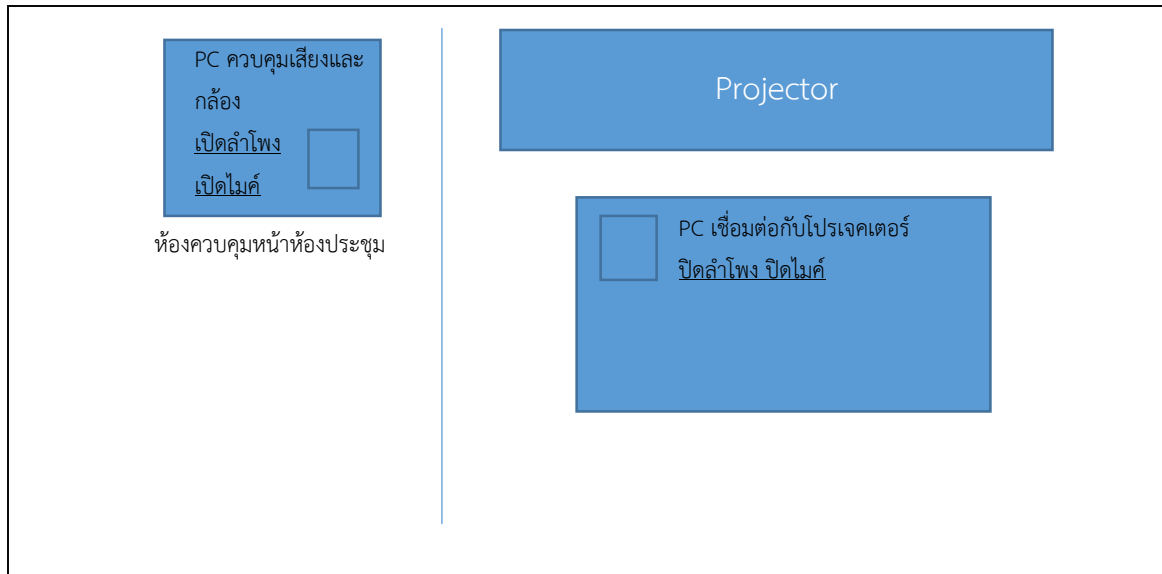 PC ควบคุมเสียงและ
กล้อง
เปิดลำโพง
เปิดไมค์
ห้องควบคุมหน้าห้องประชุม
Projector
PC เชื่อมต่อกับโปรเจคเตอร์
ปิดลำโพง ปิดไมค์